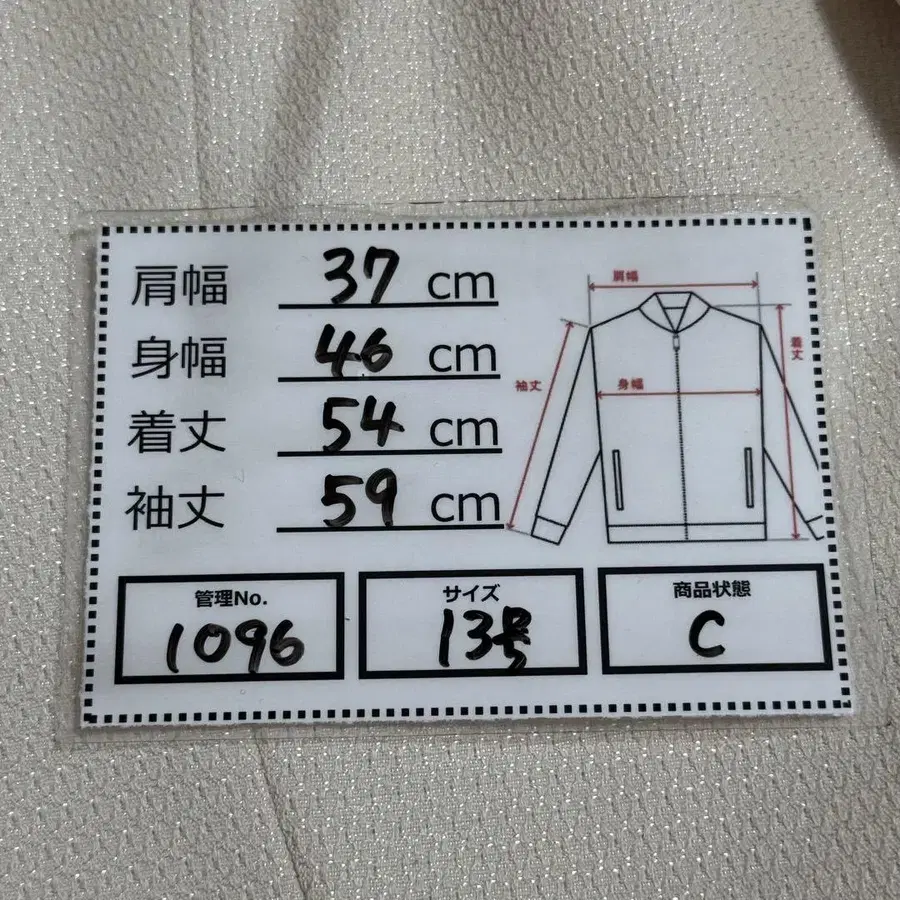 肩幅 37 cm
身幅 46 cm
着丈 54 cm
袖丈 59 cm
肩幅
着丈
袖丈
身幅
管理No.
1096
サイズ
13号
商品状態
C